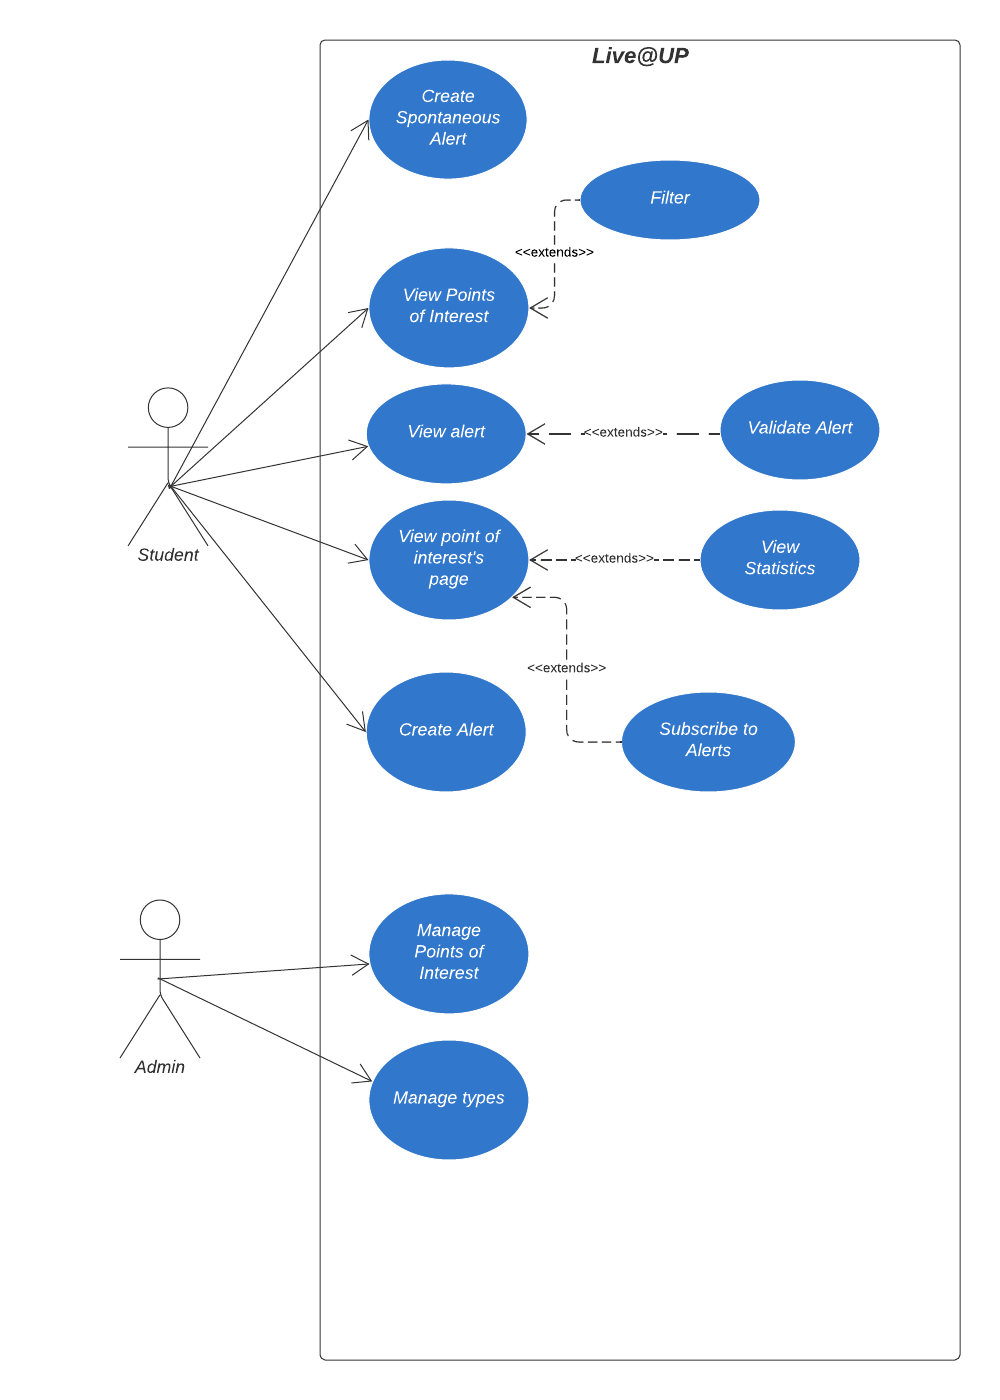 Live@UP
Create
Spontaneous
Alert
Filter
<<extends>>
View Points
of Interest
View alert
<<extends>>
Validate Alert
Student
View point of
interest's
page
<<extends>>
View
Statistics
<<extends>>
Create Alert
Subscribe to
Alerts
Manage
Points of
Interest
Admin
Manage types